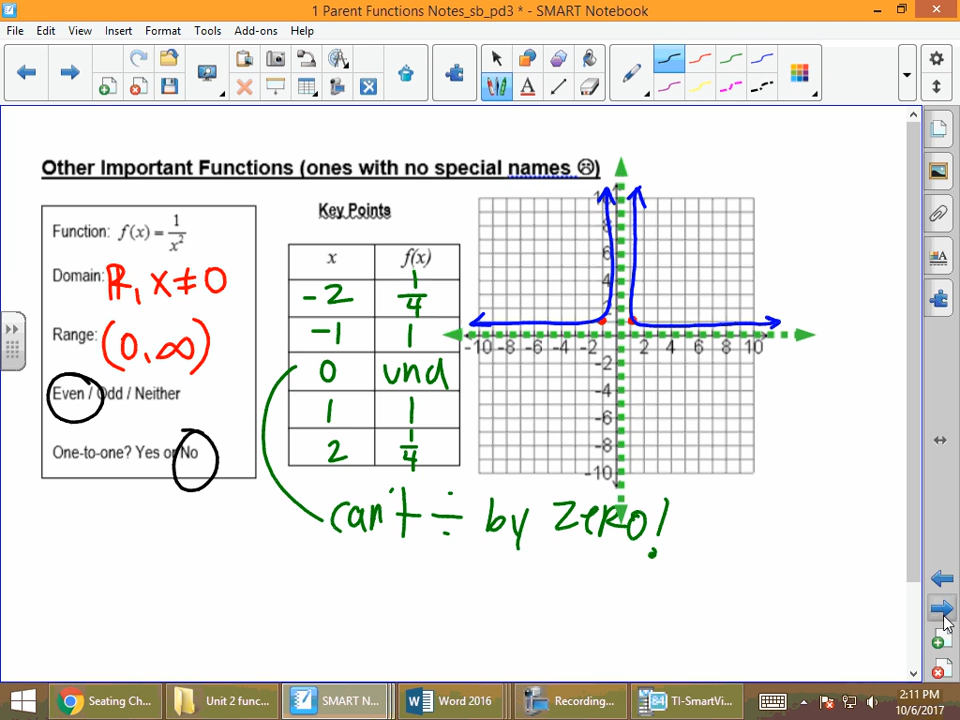 1 Parent Functions Notes_sb_pd3 * - SMART Notebook
File Edit View Insert Format Tools Add-ons Help
Other Important Functions (ones with no special names ☹)
Function: f(x) = 1/x²
Domain: ℝ, x ≠ 0
Range: (0, ∞)
Even / Odd / Neither
One-to-one? Yes or No
Key Points
x f(x)
-2 1/4
-1 1
0 und
1 1
2 1/4
can't ÷ by zero!
8
6
4
2
-10 -8 -6 -4 -2 2 4 6 8 10
-2
-4
-6
-8
-10
Seating Ch... Unit 2 func... SMART N... Word 2016 Recording... TI-SmartVi...
2:11 PM
10/6/2017